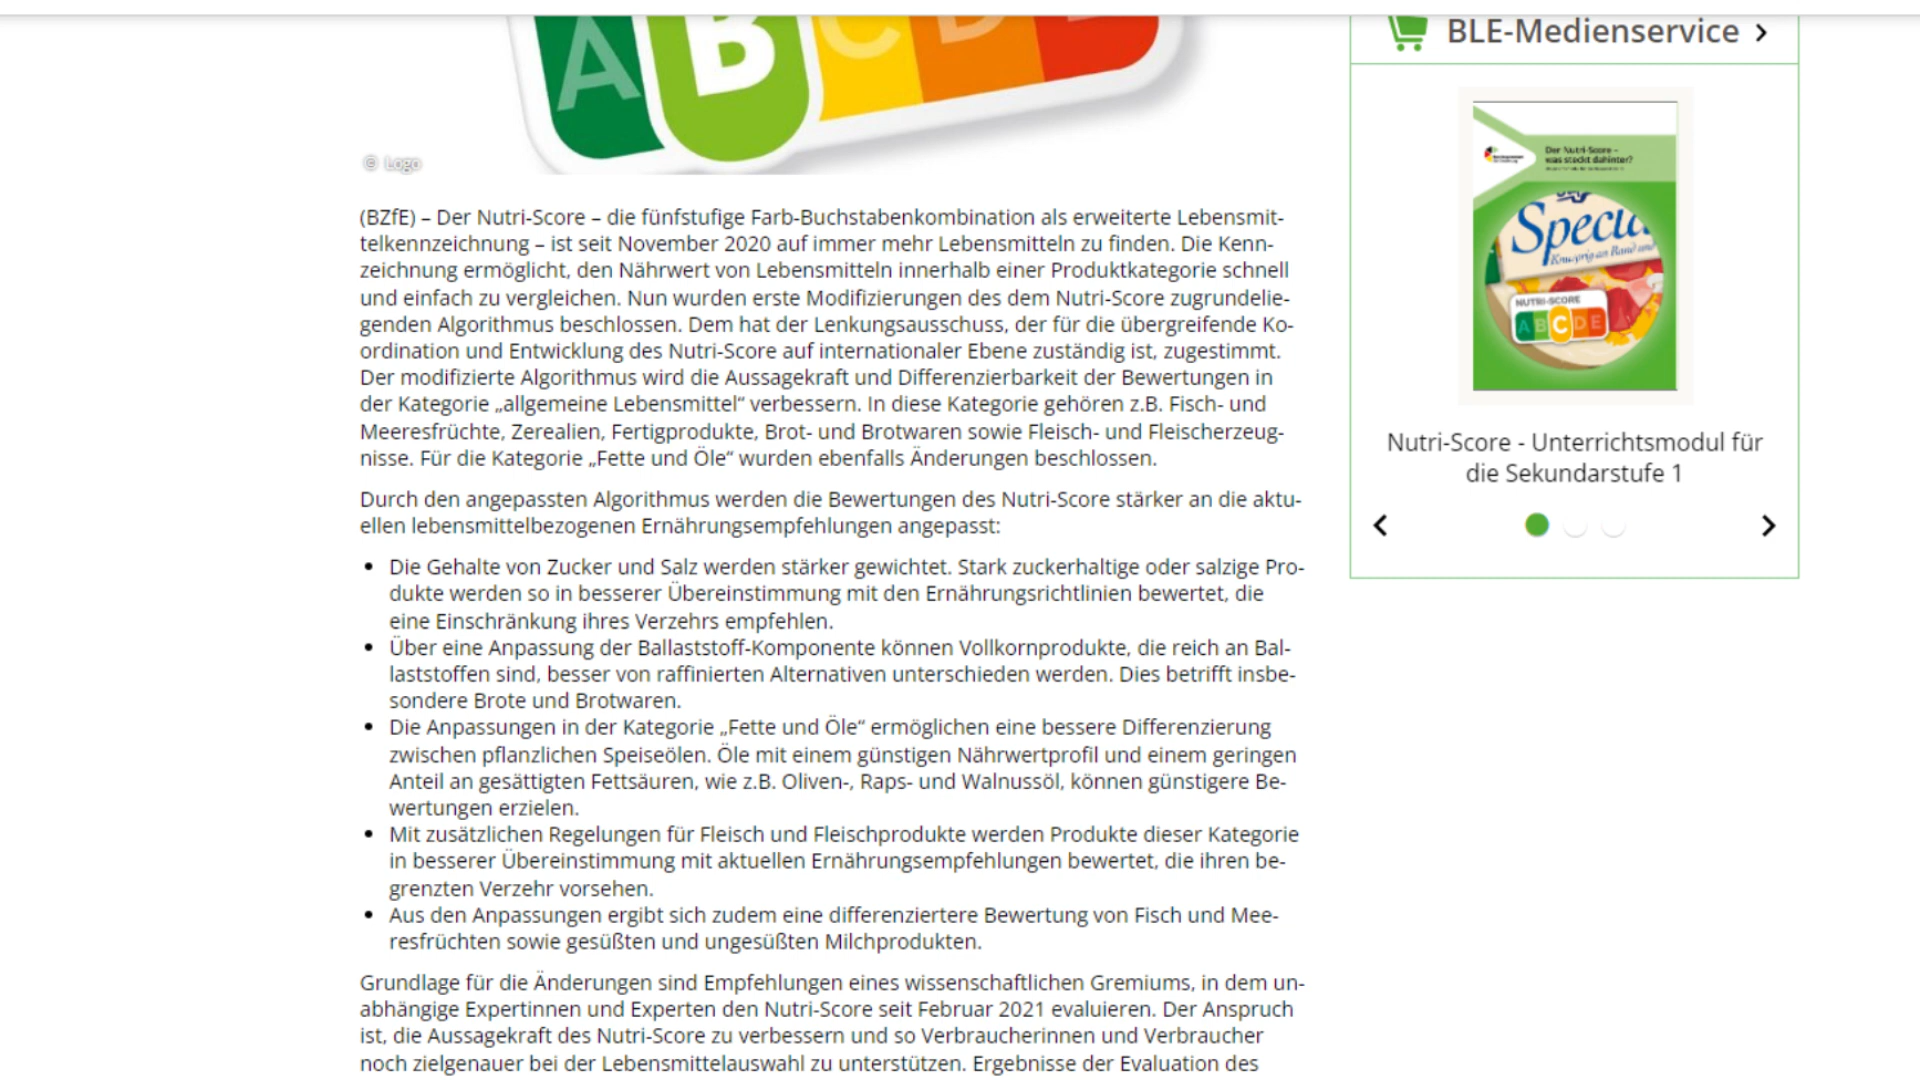 A B C D E
© Logo
(BZfE) – Der Nutri-Score – die fünfstufige Farb-Buchstabenkombination als erweiterte Lebensmit-
telkennzeichnung – ist seit November 2020 auf immer mehr Lebensmitteln zu finden. Die Kenn-
zeichnung ermöglicht, den Nährwert von Lebensmitteln innerhalb einer Produktkategorie schnell
und einfach zu vergleichen. Nun wurden erste Modifizierungen des dem Nutri-Score zugrundelie-
genden Algorithmus beschlossen. Dem hat der Lenkungsausschuss, der für die übergreifende Ko-
ordination und Entwicklung des Nutri-Score auf internationaler Ebene zuständig ist, zugestimmt.
Der modifizierte Algorithmus wird die Aussagekraft und Differenzierbarkeit der Bewertungen in
der Kategorie „allgemeine Lebensmittel“ verbessern. In diese Kategorie gehören z.B. Fisch- und
Meeresfrüchte, Zerealien, Fertigprodukte, Brot- und Brotwaren sowie Fleisch- und Fleischerzeug-
nisse. Für die Kategorie „Fette und Öle“ wurden ebenfalls Änderungen beschlossen.
Durch den angepassten Algorithmus werden die Bewertungen des Nutri-Score stärker an die aktu-
ellen lebensmittelbezogenen Ernährungsempfehlungen angepasst:
• Die Gehalte von Zucker und Salz werden stärker gewichtet. Stark zuckerhaltige oder salzige Pro-
dukte werden so in besserer Übereinstimmung mit den Ernährungsrichtlinien bewertet, die
eine Einschränkung ihres Verzehrs empfehlen.
• Über eine Anpassung der Ballaststoff-Komponente können Vollkornprodukte, die reich an Bal-
laststoffen sind, besser von raffinierten Alternativen unterschieden werden. Dies betrifft insbe-
sondere Brote und Brotwaren.
• Die Anpassungen in der Kategorie „Fette und Öle“ ermöglichen eine bessere Differenzierung
zwischen pflanzlichen Speiseölen. Öle mit einem günstigen Nährwertprofil und einem geringen
Anteil an gesättigten Fettsäuren, wie z.B. Oliven-, Raps- und Walnussöl, können günstigere Be-
wertungen erzielen.
• Mit zusätzlichen Regelungen für Fleisch und Fleischprodukte werden Produkte dieser Kategorie
in besserer Übereinstimmung mit aktuellen Ernährungsempfehlungen bewertet, die ihren be-
grenzten Verzehr vorsehen.
• Aus den Anpassungen ergibt sich zudem eine differenziertere Bewertung von Fisch und Mee-
resfrüchten sowie gesüßten und ungesüßten Milchprodukten.
Grundlage für die Änderungen sind Empfehlungen eines wissenschaftlichen Gremiums, in dem un-
abhängige Expertinnen und Experten den Nutri-Score seit Februar 2021 evaluieren. Der Anspruch
ist, die Aussagekraft des Nutri-Score zu verbessern und so Verbraucherinnen und Verbraucher
noch zielgenauer bei der Lebensmittelauswahl zu unterstützen. Ergebnisse der Evaluation des
BLE-Medienservice
Der Nutri-Score –
was steckt dahinter?
Knusprig am Rand und
NUTRI-SCORE
A B C D E
Nutri-Score - Unterrichtsmodul für
die Sekundarstufe 1